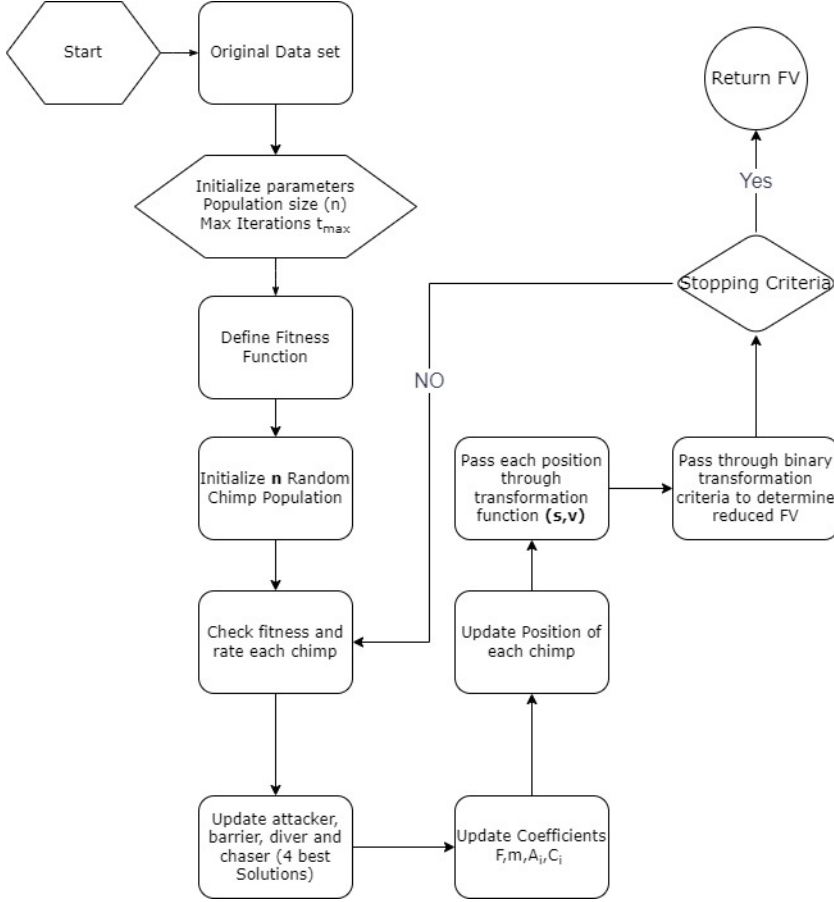 Start
Original Data set
Initialize parameters
Population size (n)
Max Iterations tmax
Define Fitness
Function
Initialize n Random
Chimp Population
Check fitness and
rate each chimp
Update attacker,
barrier, diver and
chaser (4 best
Solutions)
Update Coefficients
F,m,Ai,Ci
Update Position of
each chimp
Pass each position
through
transformation
function (s,v)
Pass through binary
transformation
criteria to determine
reduced FV
Stopping Criteria
NO
Yes
Return FV